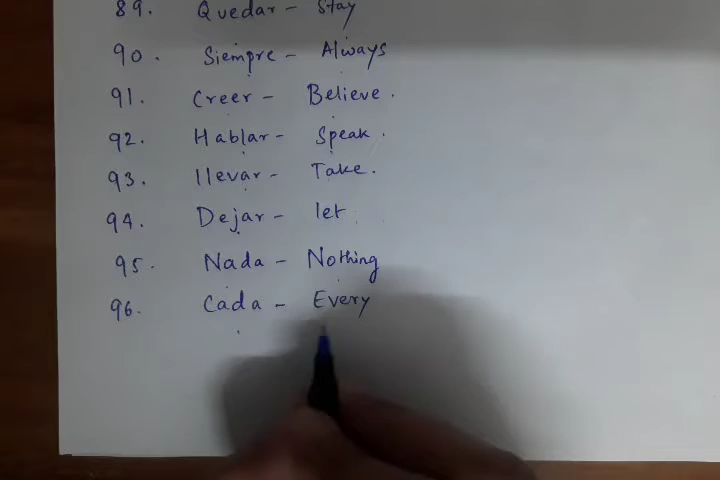 89. Quedar - Stay
90. Siempre - Always
91. Creer - Believe.
92. Hablar - Speak.
93. llevar - Take.
94. Dejar - let
95. Nada - Nothing
96. Cada - Every